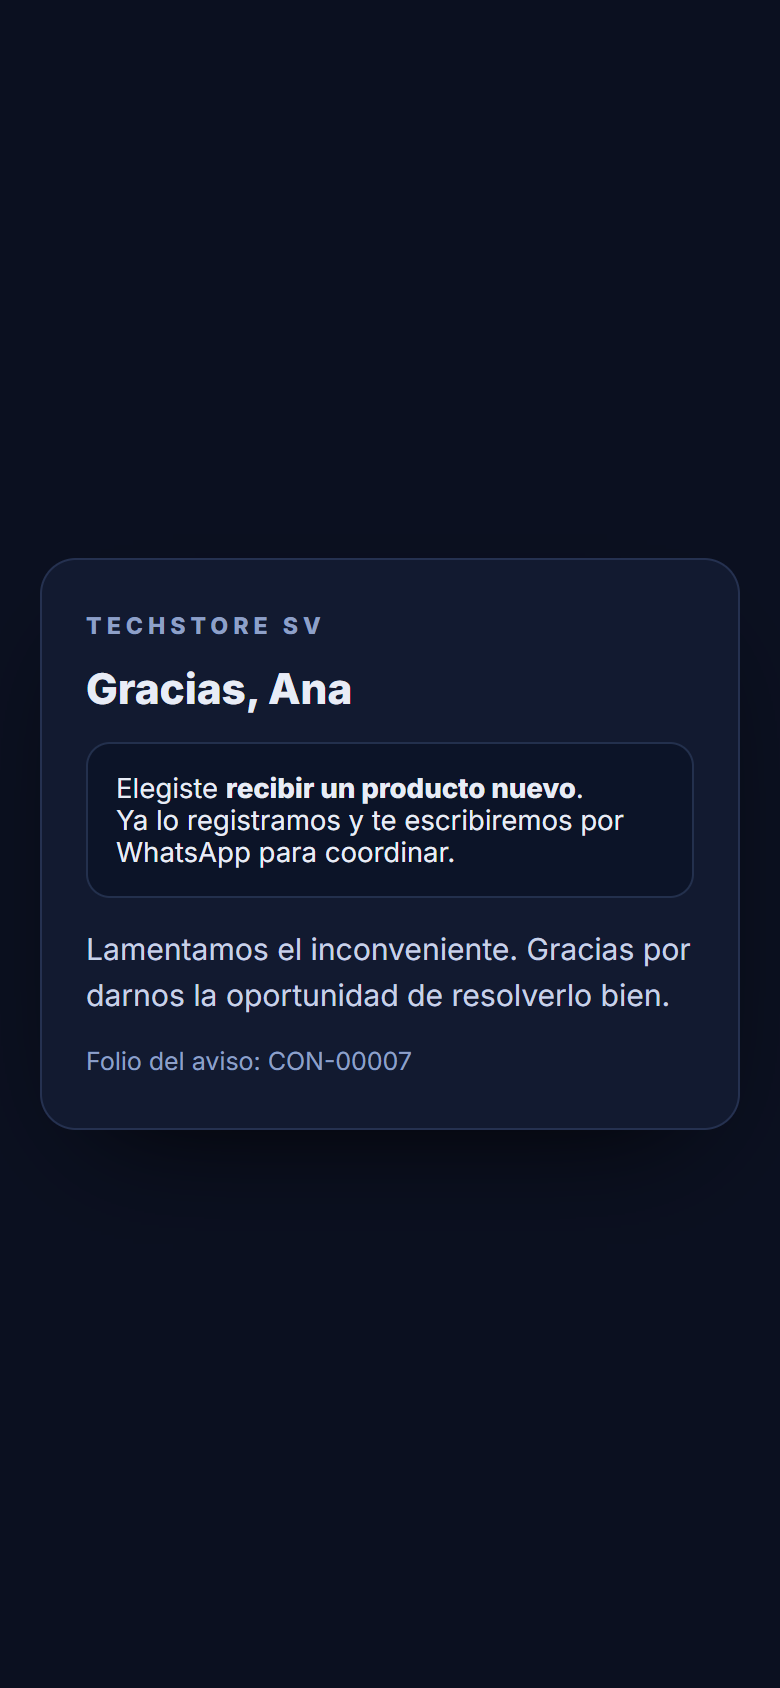 TECHSTORE SV
Gracias, Ana
Elegiste recibir un producto nuevo.
Ya lo registramos y te escribiremos por
WhatsApp para coordinar.
Lamentamos el inconveniente. Gracias por
darnos la oportunidad de resolverlo bien.
Folio del aviso: CON-00007